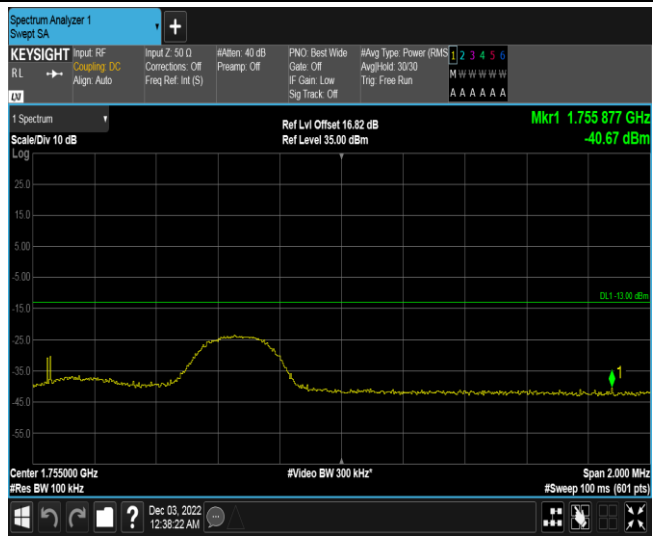 Spectrum Analyzer 1
Swept SA
+
KEYSIGHT
RL
LXI
Input: RF
Coupling: DC
Align: Auto
Input Z: 50 Ω
Corrections: Off
Freq Ref: Int (S)
#Atten: 40 dB
Preamp: Off
PNO: Best Wide
Gate: Off
IF Gain: Low
Sig Track: Off
#Avg Type: Power (RMS
Avg|Hold: 30/30
Trig: Free Run
1 2 3 4 5 6
M W W W W W
A A A A A A
1 Spectrum
Scale/Div 10 dB
Log
Ref Lvl Offset 16.82 dB
Ref Level 35.00 dBm
Mkr1 1.755 877 GHz
-40.67 dBm
25.0
15.0
5.00
-5.00
DL1 -13.00 dBm
-15.0
-25.0
-35.0
1
-45.0
-55.0
Center 1.755000 GHz
#Res BW 100 kHz
#Video BW 300 kHz*
Span 2.000 MHz
#Sweep 100 ms (601 pts)
?
Dec 03, 2022
12:38:22 AM